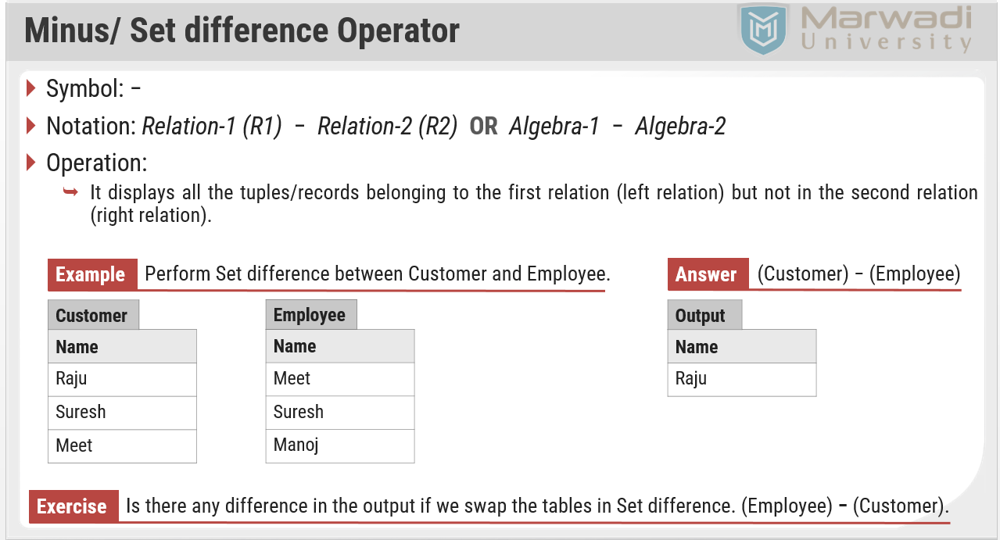 Minus/ Set difference Operator
Marwadi
University
Symbol: −
Notation: Relation-1 (R1) − Relation-2 (R2) OR Algebra-1 − Algebra-2
Operation:
It displays all the tuples/records belonging to the first relation (left relation) but not in the second relation
(right relation).
Example Perform Set difference between Customer and Employee.
Answer (Customer) − (Employee)
Customer
Name
Raju
Suresh
Meet
Employee
Name
Meet
Suresh
Manoj
Output
Name
Raju
Exercise Is there any difference in the output if we swap the tables in Set difference. (Employee) − (Customer).